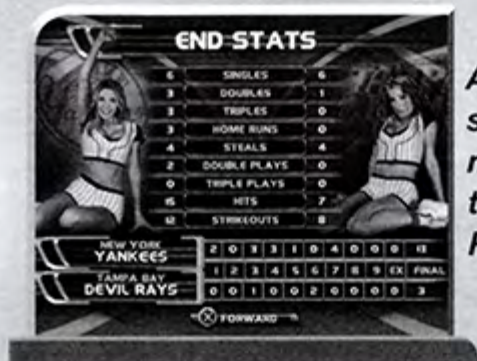 END STATS
6 SINGLES 6
3 DOUBLES 1
3 TRIPLES 0
3 HOME RUNS 0
4 STEALS 4
2 DOUBLE PLAYS 0
0 TRIPLE PLAYS 0
15 HITS 7
12 STRIKEOUTS 8
NEW YORK
YANKEES 2 0 3 3 1 0 4 0 0 0 13
1 2 3 4 5 6 7 8 9 EX FINAL
TAMPA BAY
DEVIL RAYS 0 0 1 0 0 2 0 0 0 0 3
FORWARD